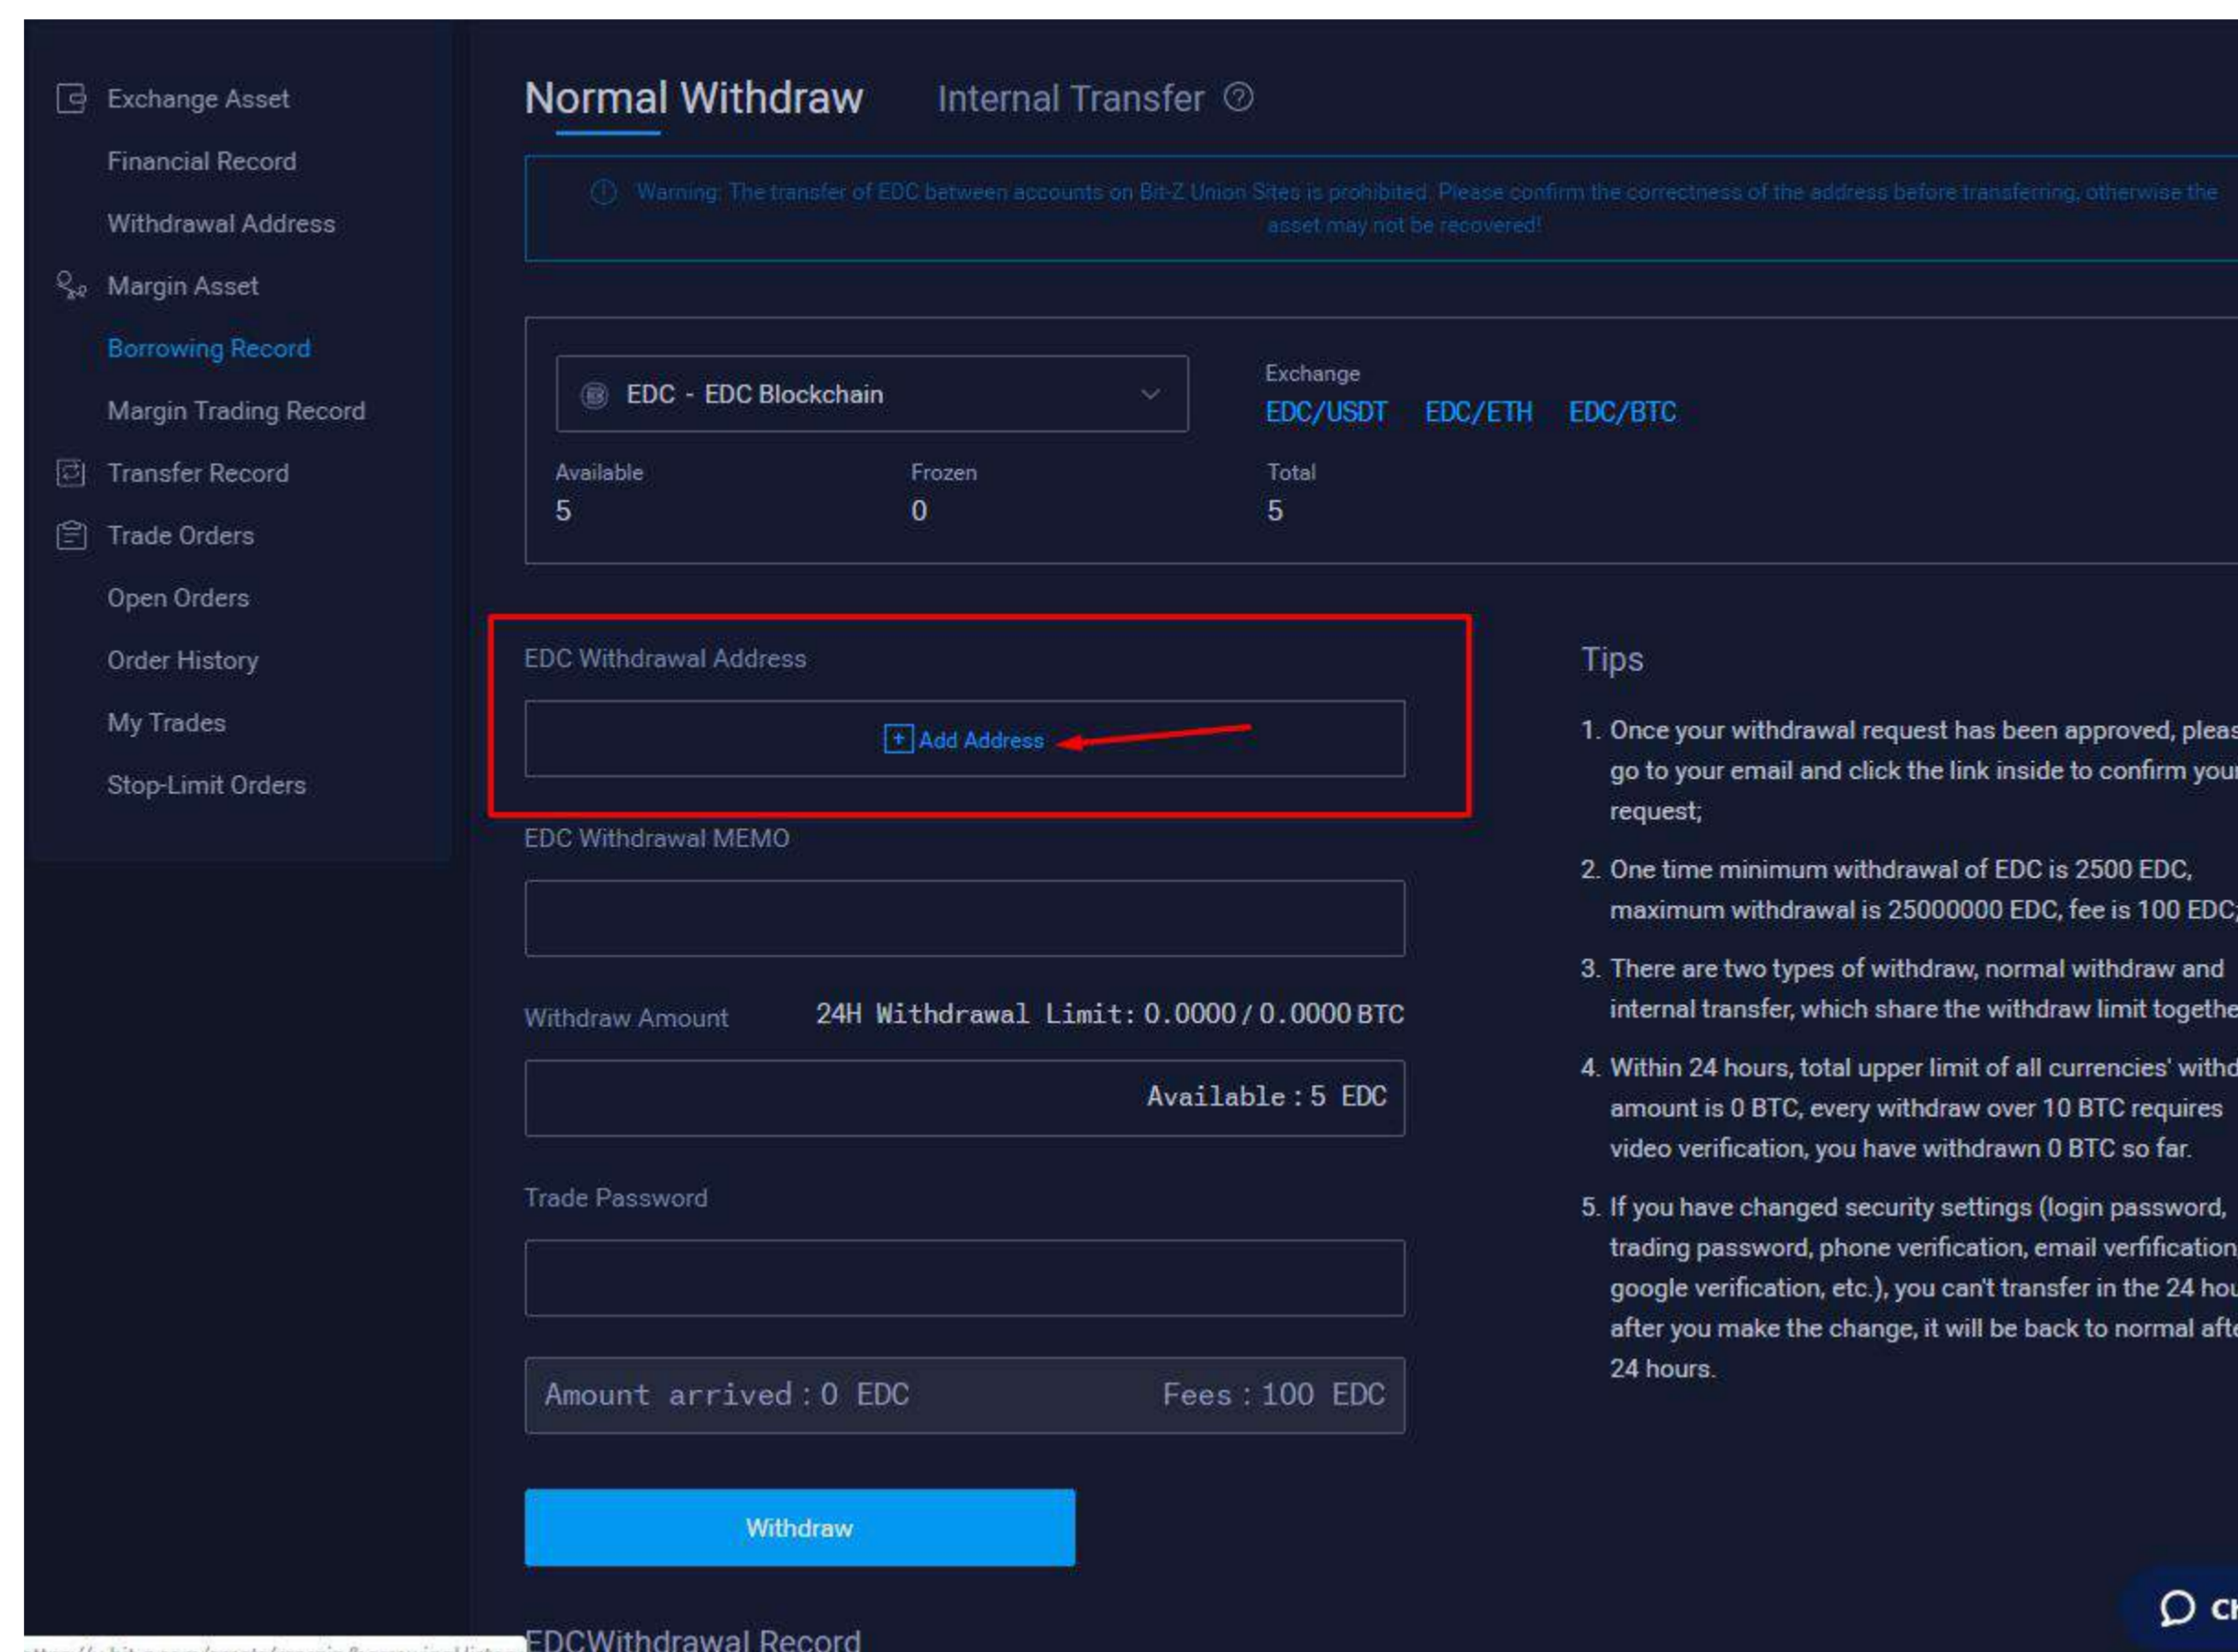 Exchange Asset
Financial Record
Withdrawal Address
Margin Asset
Borrowing Record
Margin Trading Record
Transfer Record
Trade Orders
Open Orders
Order History
My Trades
Stop-Limit Orders
Normal Withdraw Internal Transfer
Warning: The transfer of EDC between accounts on Bit-Z Union Sites is prohibited. Please confirm the correctness of the address before transferring, otherwise the
asset may not be recovered!
EDC - EDC Blockchain
Exchange
EDC/USDT EDC/ETH EDC/BTC
Available Frozen Total
5 0 5
EDC Withdrawal Address
Add Address
EDC Withdrawal MEMO
Withdraw Amount 24H Withdrawal Limit: 0.0000 / 0.0000 BTC
Available : 5 EDC
Trade Password
Amount arrived : 0 EDC Fees : 100 EDC
Withdraw
EDCWithdrawal Record
Tips
1. Once your withdrawal request has been approved,
go to your email and click the link inside to confirm
request;
2. One time minimum withdrawal of EDC is 2500 EDC,
maximum withdrawal is 25000000 EDC, fee is 100 EDC;
3. There are two types of withdraw, normal withdraw and
internal transfer, which share the withdraw limit
4. Within 24 hours, total upper limit of all currencies'
amount is 0 BTC, every withdraw over 10 BTC requires
video verification, you have withdrawn 0 BTC so far.
5. If you have changed security settings (login password,
trading password, phone verification, email verfification
google verification, etc.), you can't transfer in the 24
after you make the change, it will be back to normal
24 hours.